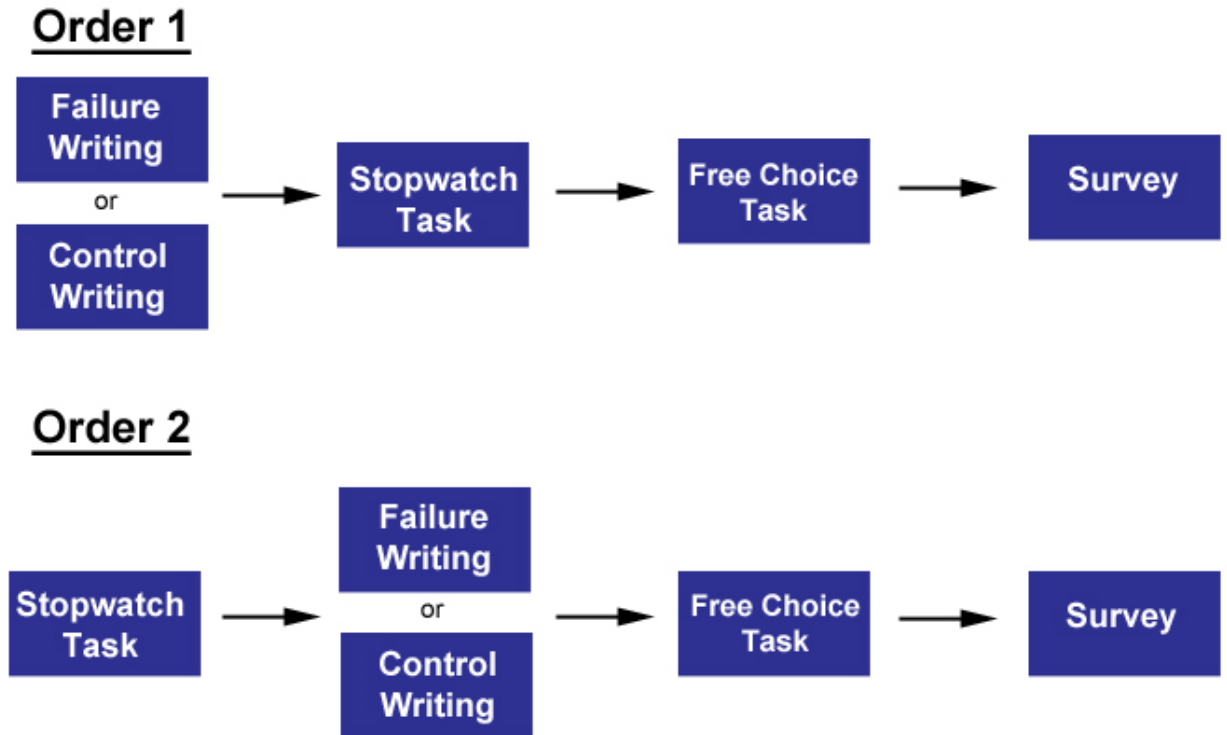 Order 1
Failure
Writing
or
Control
Writing
Stopwatch
Task
Free Choice
Task
Survey
Order 2
Stopwatch
Task
Failure
Writing
or
Control
Writing
Free Choice
Task
Survey